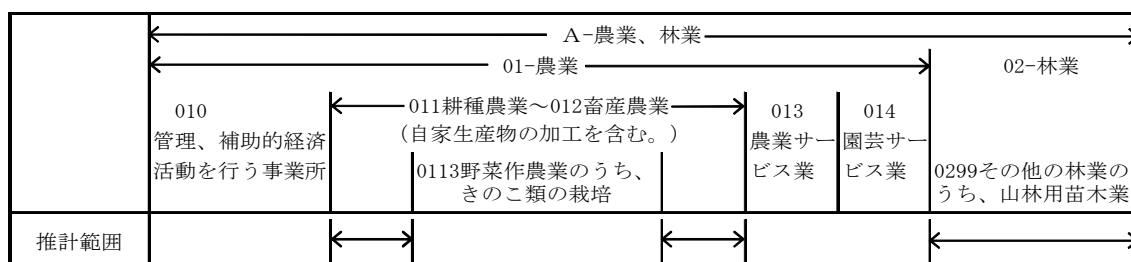 A-農業、林業
01-農業
02-林業
010
管理、補助的経済
活動を行う事業所
011耕種農業～012畜産農業
(自家生産物の加工を含む。)
0113野菜作農業のうち、
きのこ類の栽培
013
農業サー
ビス業
014
園芸サー
ビス業
0299その他の林業の
うち、山林用苗木業
推計範囲